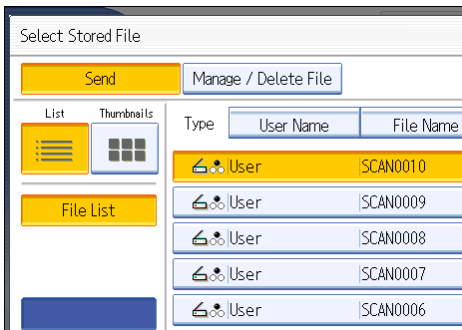 Select Stored File
Send Manage / Delete File
List Thumbnails
Type User Name File Name
User SCAN0010
File List
User SCAN0009
User SCAN0008
User SCAN0007
User SCAN0006